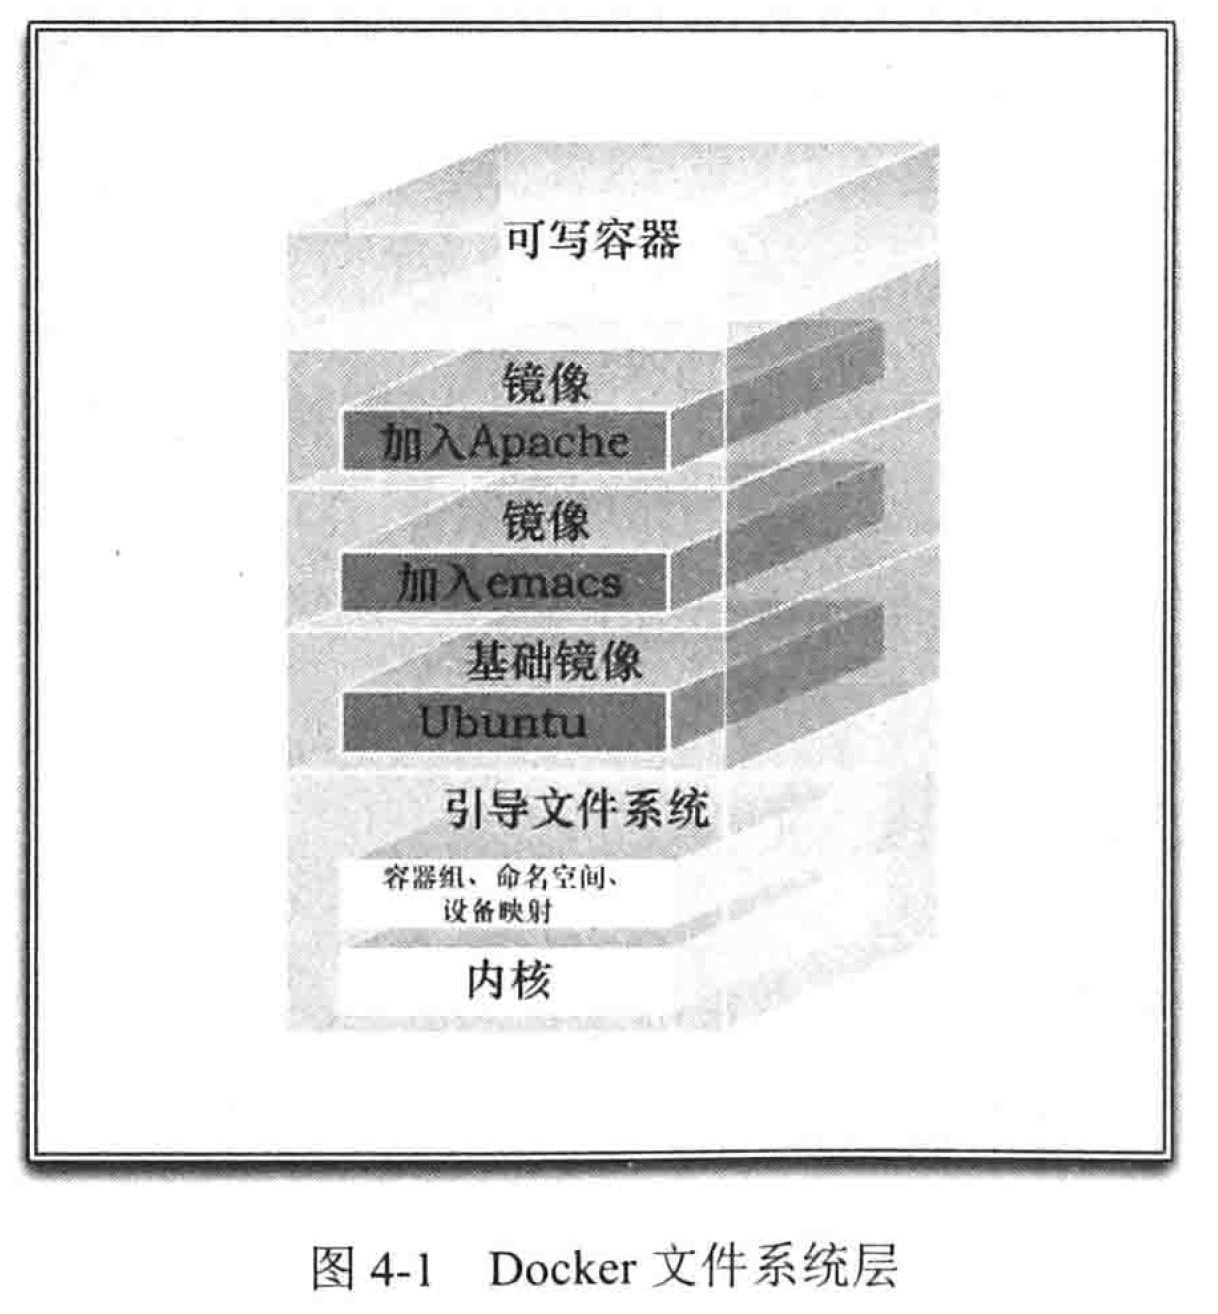 可写容器
镜像
加入Apache
镜像
加入emacs
基础镜像
Ubuntu
引导文件系统
容器组、命名空间、
设备映射
内核
图 4-1 Docker 文件系统层